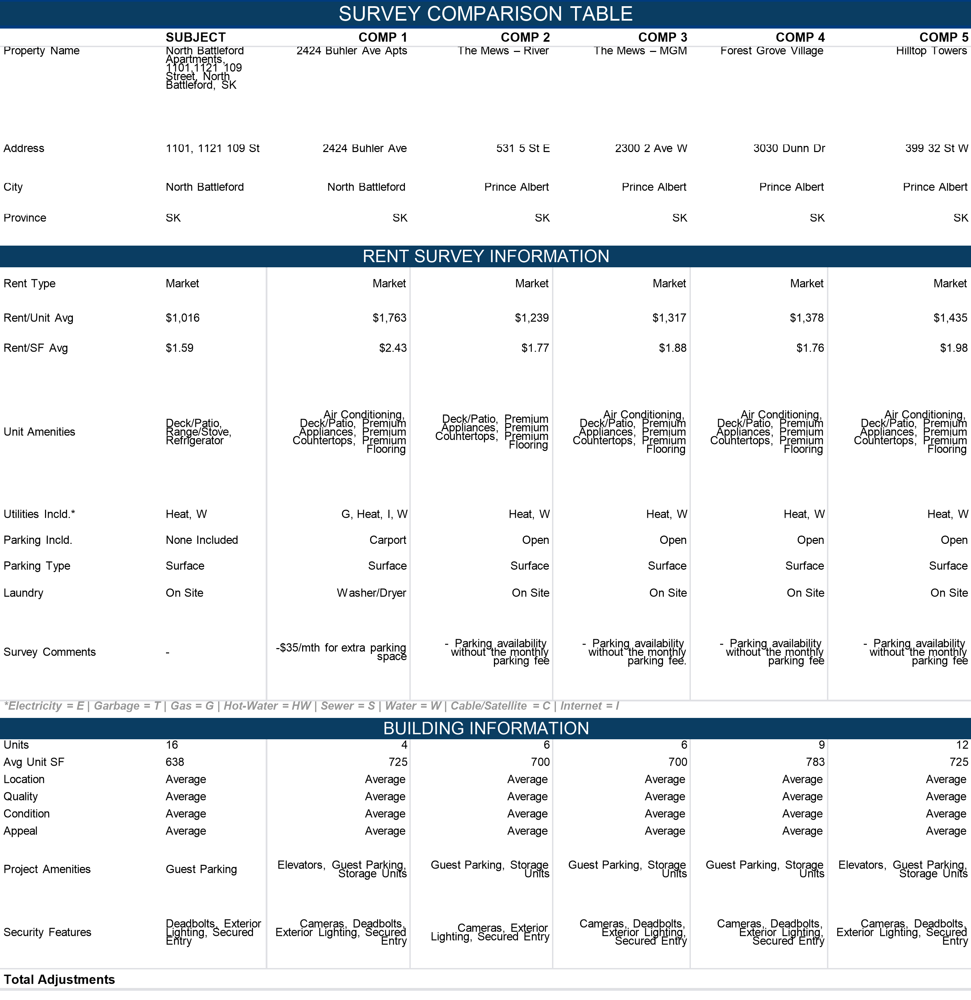 SURVEY COMPARISON TABLE
SUBJECT COMP 1 COMP 2 COMP 3 COMP 4 COMP 5
Property Name North Battleford 2424 Buhler Ave Apts The Mews – River The Mews – MGM Forest Grove Village Hilltop Towers
Apartments,
1101,1121 109
Street, North
Battleford, SK
Address 1101, 1121 109 St 2424 Buhler Ave 531 5 St E 2300 2 Ave W 3030 Dunn Dr 399 32 St W
City North Battleford North Battleford Prince Albert Prince Albert Prince Albert Prince Albert
Province SK SK SK SK SK SK
RENT SURVEY INFORMATION
Rent Type Market Market Market Market Market Market
Rent/Unit Avg $1,016 $1,763 $1,239 $1,317 $1,378 $1,435
Rent/SF Avg $1.59 $2.43 $1.77 $1.88 $1.76 $1.98
Unit Amenities
Deck/Patio,
Range/Stove,
Refrigerator
Air Conditioning,
Deck/Patio, Premium
Appliances, Premium
Countertops, Premium
Flooring
Deck/Patio, Premium
Appliances, Premium
Countertops, Premium
Flooring
Air Conditioning,
Deck/Patio, Premium
Appliances, Premium
Countertops, Premium
Flooring
Air Conditioning,
Deck/Patio, Premium
Appliances, Premium
Countertops, Premium
Flooring
Air Conditioning,
Deck/Patio, Premium
Appliances, Premium
Countertops, Premium
Flooring
Utilities Incld.* Heat, W G, Heat, I, W Heat, W Heat, W Heat, W Heat, W
Parking Incld. None Included Carport Open Open Open Open
Parking Type Surface Surface Surface Surface Surface Surface
Laundry On Site Washer/Dryer On Site On Site On Site On Site
Survey Comments -
-$35/mth for extra parking
space
- Parking availability
without the monthly
parking fee
- Parking availability
without the monthly
parking fee.
- Parking availability
without the monthly
parking fee
- Parking availability
without the monthly
parking fee
*Electricity = E | Garbage = T | Gas = G | Hot-Water = HW | Sewer = S | Water = W | Cable/Satellite = C | Internet = I
BUILDING INFORMATION
Units 16 4 6 6 9 12
Avg Unit SF 638 725 700 700 783 725
Location Average Average Average Average Average Average
Quality Average Average Average Average Average Average
Condition Average Average Average Average Average Average
Appeal Average Average Average Average Average Average
Project Amenities Guest Parking
Elevators, Guest Parking,
Storage Units
Guest Parking, Storage
Units
Guest Parking, Storage
Units
Guest Parking, Storage
Units
Elevators, Guest Parking,
Storage Units
Security Features
Deadbolts, Exterior
Lighting, Secured
Entry
Cameras, Deadbolts,
Exterior Lighting, Secured
Entry
Cameras, Exterior
Lighting, Secured Entry
Cameras, Deadbolts,
Exterior Lighting,
Secured Entry
Cameras, Deadbolts,
Exterior Lighting,
Secured Entry
Cameras, Deadbolts,
Exterior Lighting, Secured
Entry
Total Adjustments